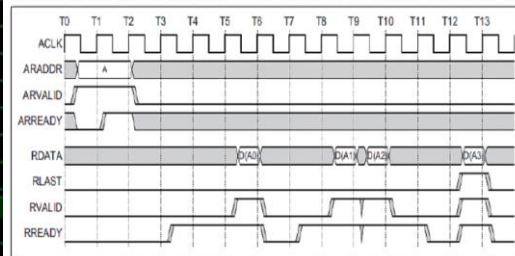 T0 T1 T2 T3 T4 T5 T6 T7 T8 T9 T10 T11 T12 T13
ACLK
ARADDR A
ARVALID
ARREADY
RDATA D(A0) D(A1) D(A2) D(A3)
RLAST
RVALID
RREADY